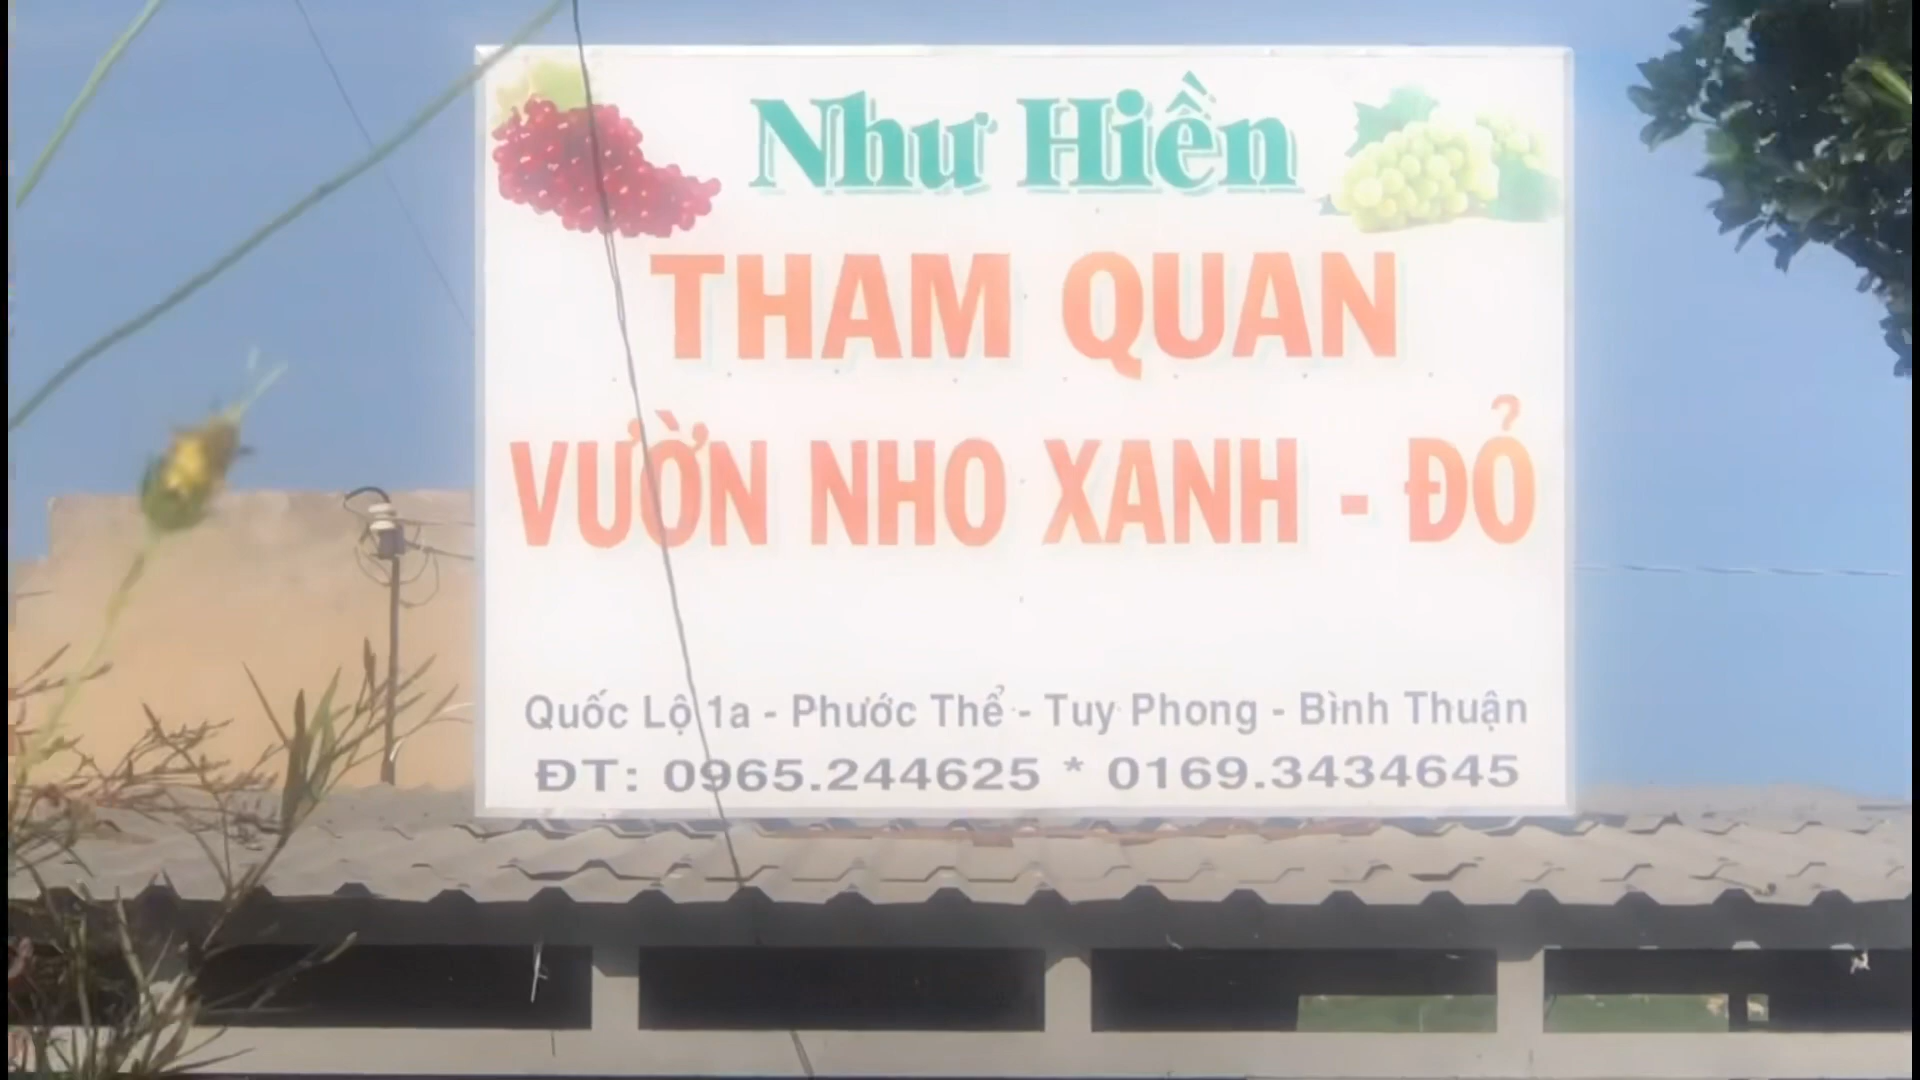 Như Hiền
THAM QUAN
VƯỜN NHO XANH - ĐỎ
Quốc Lộ 1a - Phước Thể - Tuy Phong - Bình Thuận
ĐT: 0965.244625 * 0169.3434645